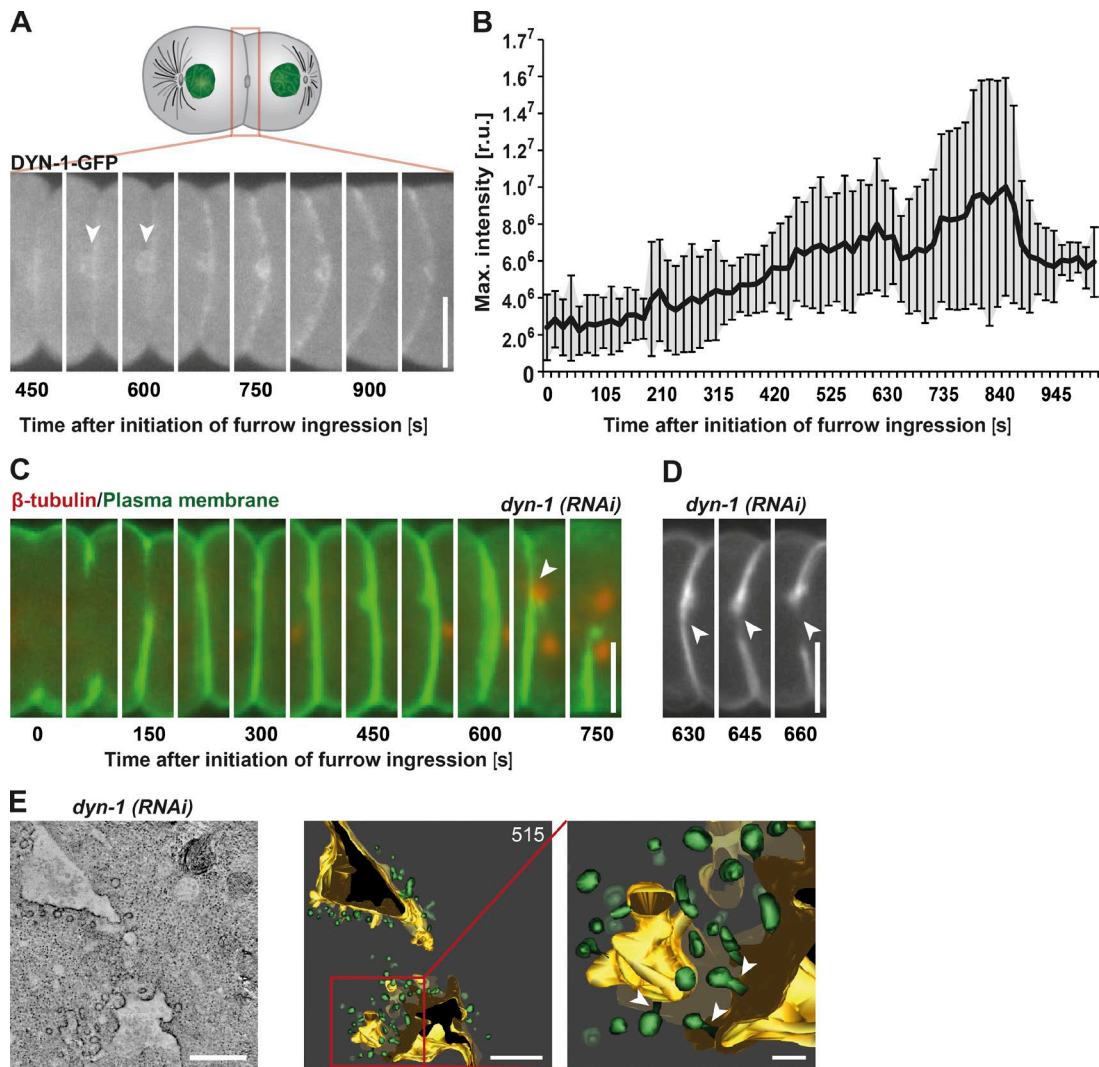 A
DYN-1-GFP
450 600 750 900
Time after initiation of furrow ingression [s]
B
Max. intensity [r.u.]
1.7⁷
1.6⁷
1.4⁷
1.2⁷
1.0⁷
8.0⁶
6.0⁶
4.0⁶
2.0⁶
0
0 105 210 315 420 525 630 735 840 945
Time after initiation of furrow ingression [s]
C
β-tubulin/Plasma membrane dyn-1 (RNAi)
0 150 300 450 600 750
Time after initiation of furrow ingression [s]
D
dyn-1 (RNAi)
630 645 660
E
dyn-1 (RNAi)
515